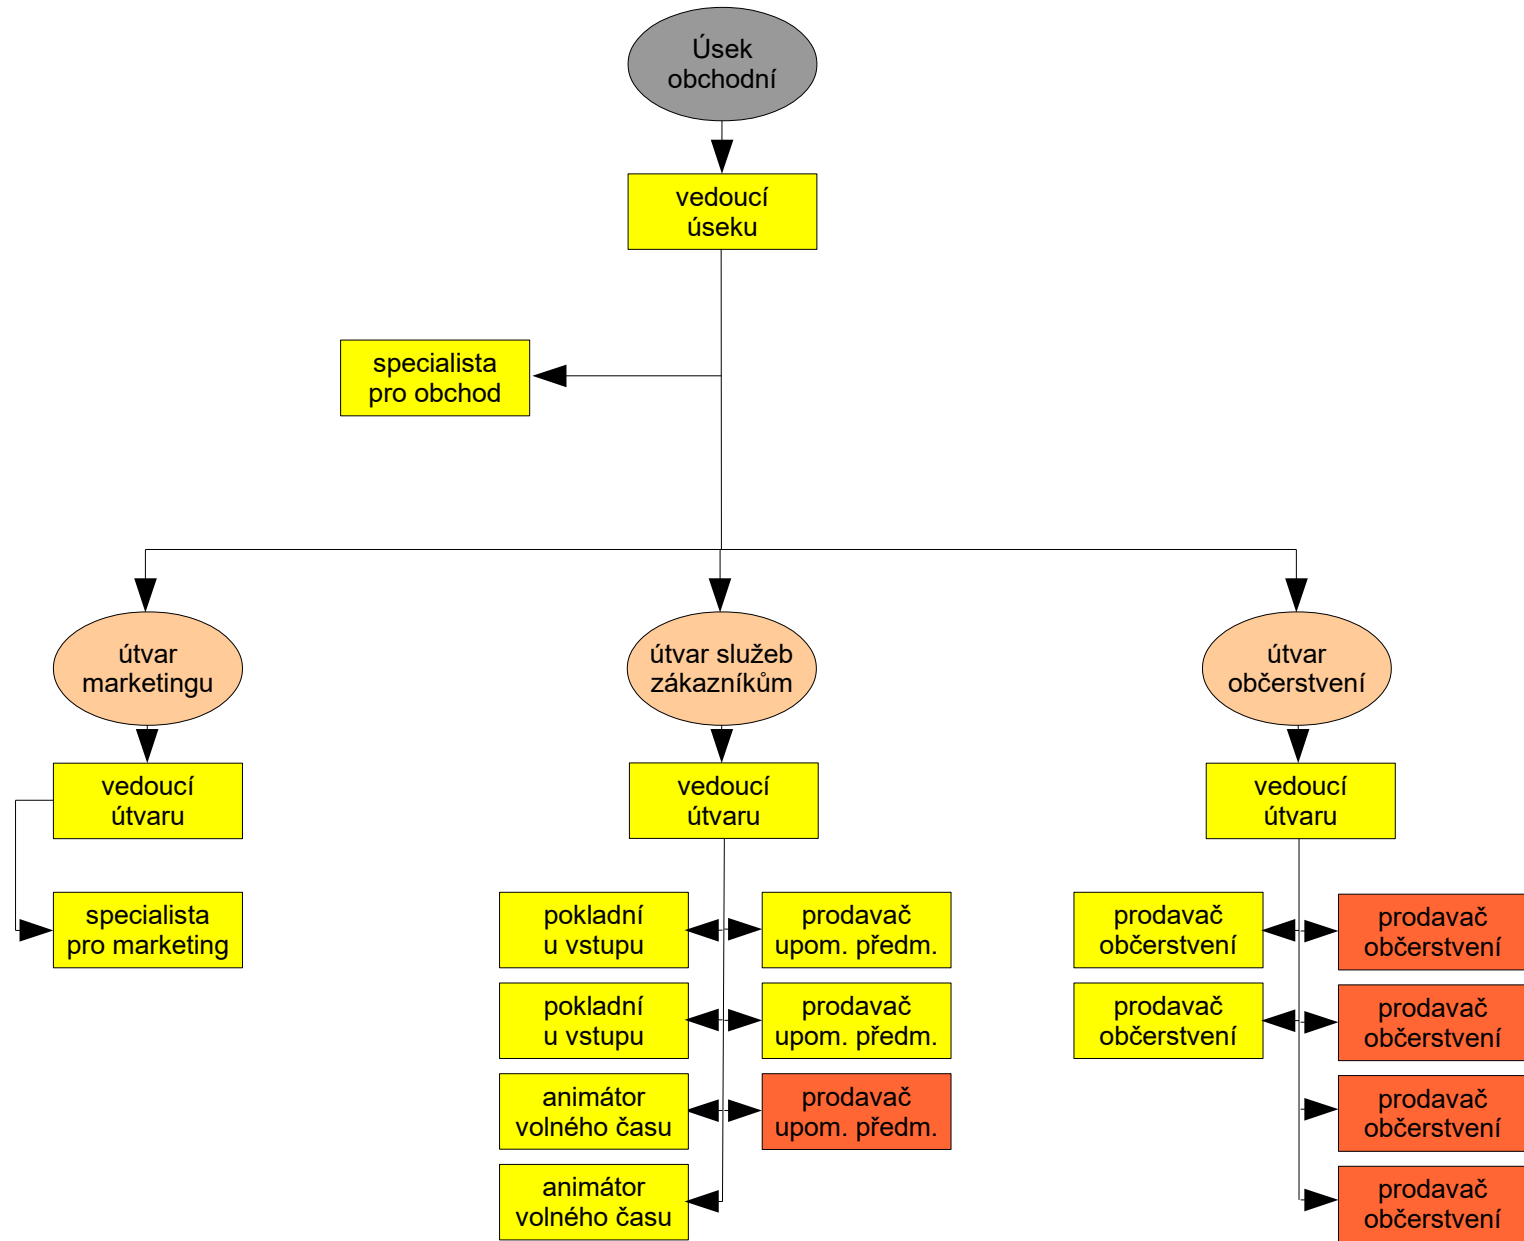 Úsek
obchodní
vedoucí
úseku
specialista
pro obchod
útvar
marketingu
útvar služeb
zákazníkům
útvar
občerstvení
vedoucí
útvaru
vedoucí
útvaru
vedoucí
útvaru
specialista
pro marketing
pokladní
u vstupu
prodavač
upom. předm.
prodavač
občerstvení
prodavač
občerstvení
pokladní
u vstupu
prodavač
upom. předm.
prodavač
občerstvení
prodavač
občerstvení
animátor
volného času
prodavač
upom. předm.
prodavač
občerstvení
animátor
volného času
prodavač
občerstvení